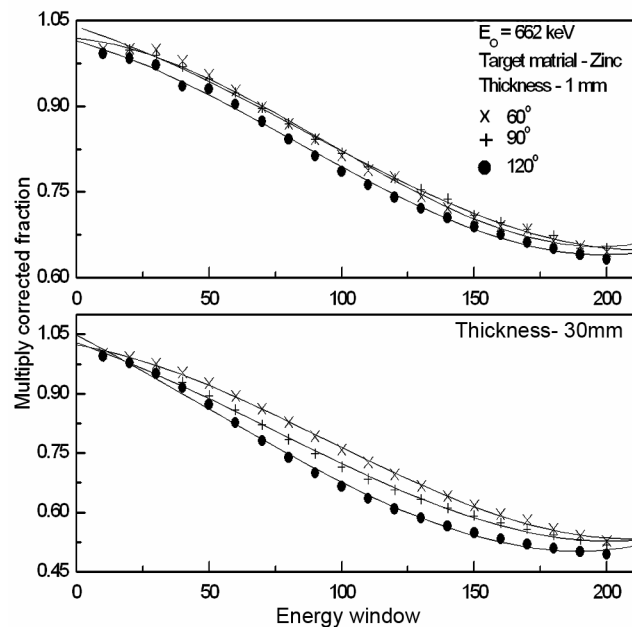 E_O = 662 keV
Target matrial - Zinc
Thickness - 1 mm
× 60°
+ 90°
● 120°
1.05
0.90
0.75
0.60
0 50 100 150 200
Multiply corrected fraction
Thickness- 30mm
1.05
0.90
0.75
0.60
0.45
0 50 100 150 200
Energy window